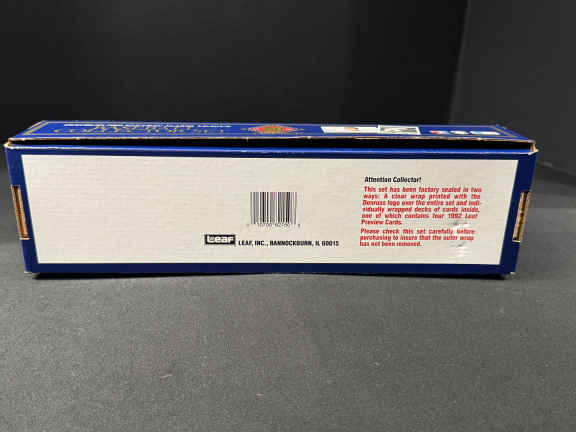 COLLECTOR SET
Attention Collector!
This set has been factory sealed in two
ways: A clear wrap printed with the
Donruss logo over the entire set and indi-
vidually wrapped decks of cards inside,
one of which contains four 1992 Leaf
Preview Cards.
Please check this set carefully before
purchasing to insure that the outer wrap
has not been removed.
Leaf LEAF, INC., BANNOCKBURN, IL 60015